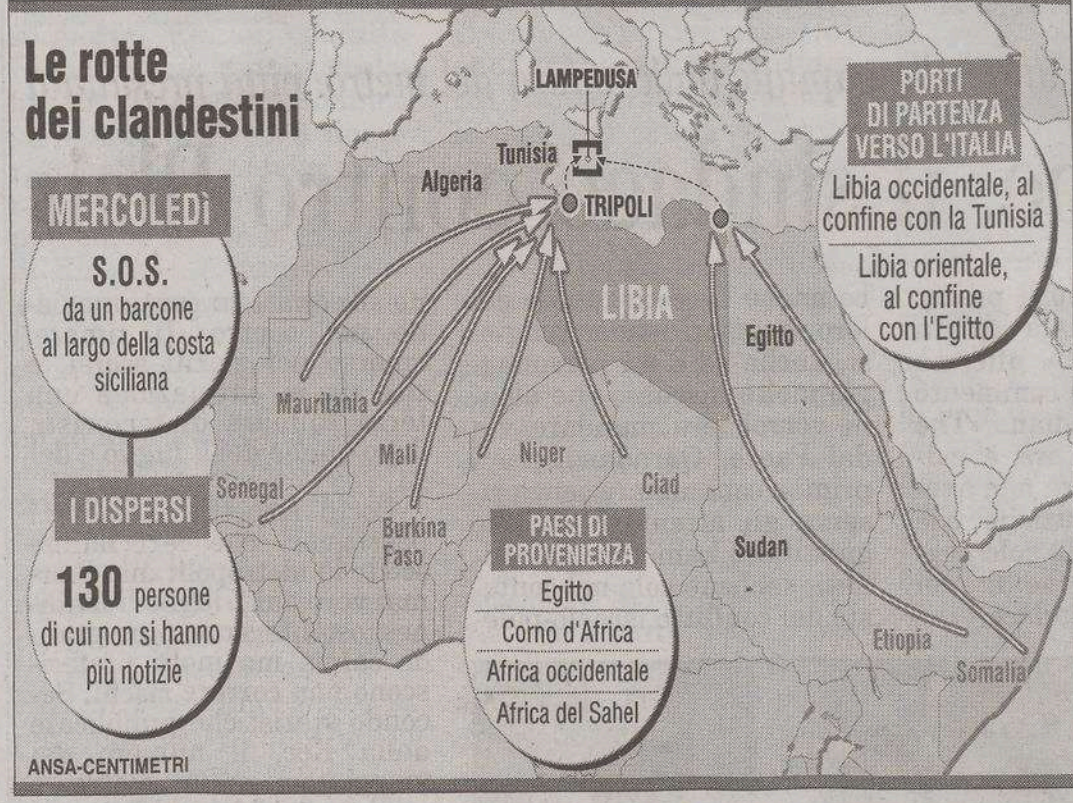 Le rotte
dei clandestini
MERCOLEDÌ
S.O.S.
da un barcone
al largo della costa
siciliana
I DISPERSI
130 persone
di cui non si hanno
più notizie
LAMPEDUSA
Tunisia
Algeria
TRIPOLI
LIBIA
Egitto
Mauritania
Mali
Niger
Ciad
Senegal
Burkina
Faso
Sudan
Etiopia
Somalia
PORTI
DI PARTENZA
VERSO L'ITALIA
Libia occidentale, al
confine con la Tunisia
Libia orientale,
al confine
con l'Egitto
PAESI DI
PROVENIENZA
Egitto
Corno d'Africa
Africa occidentale
Africa del Sahel
ANSA-CENTIMETRI